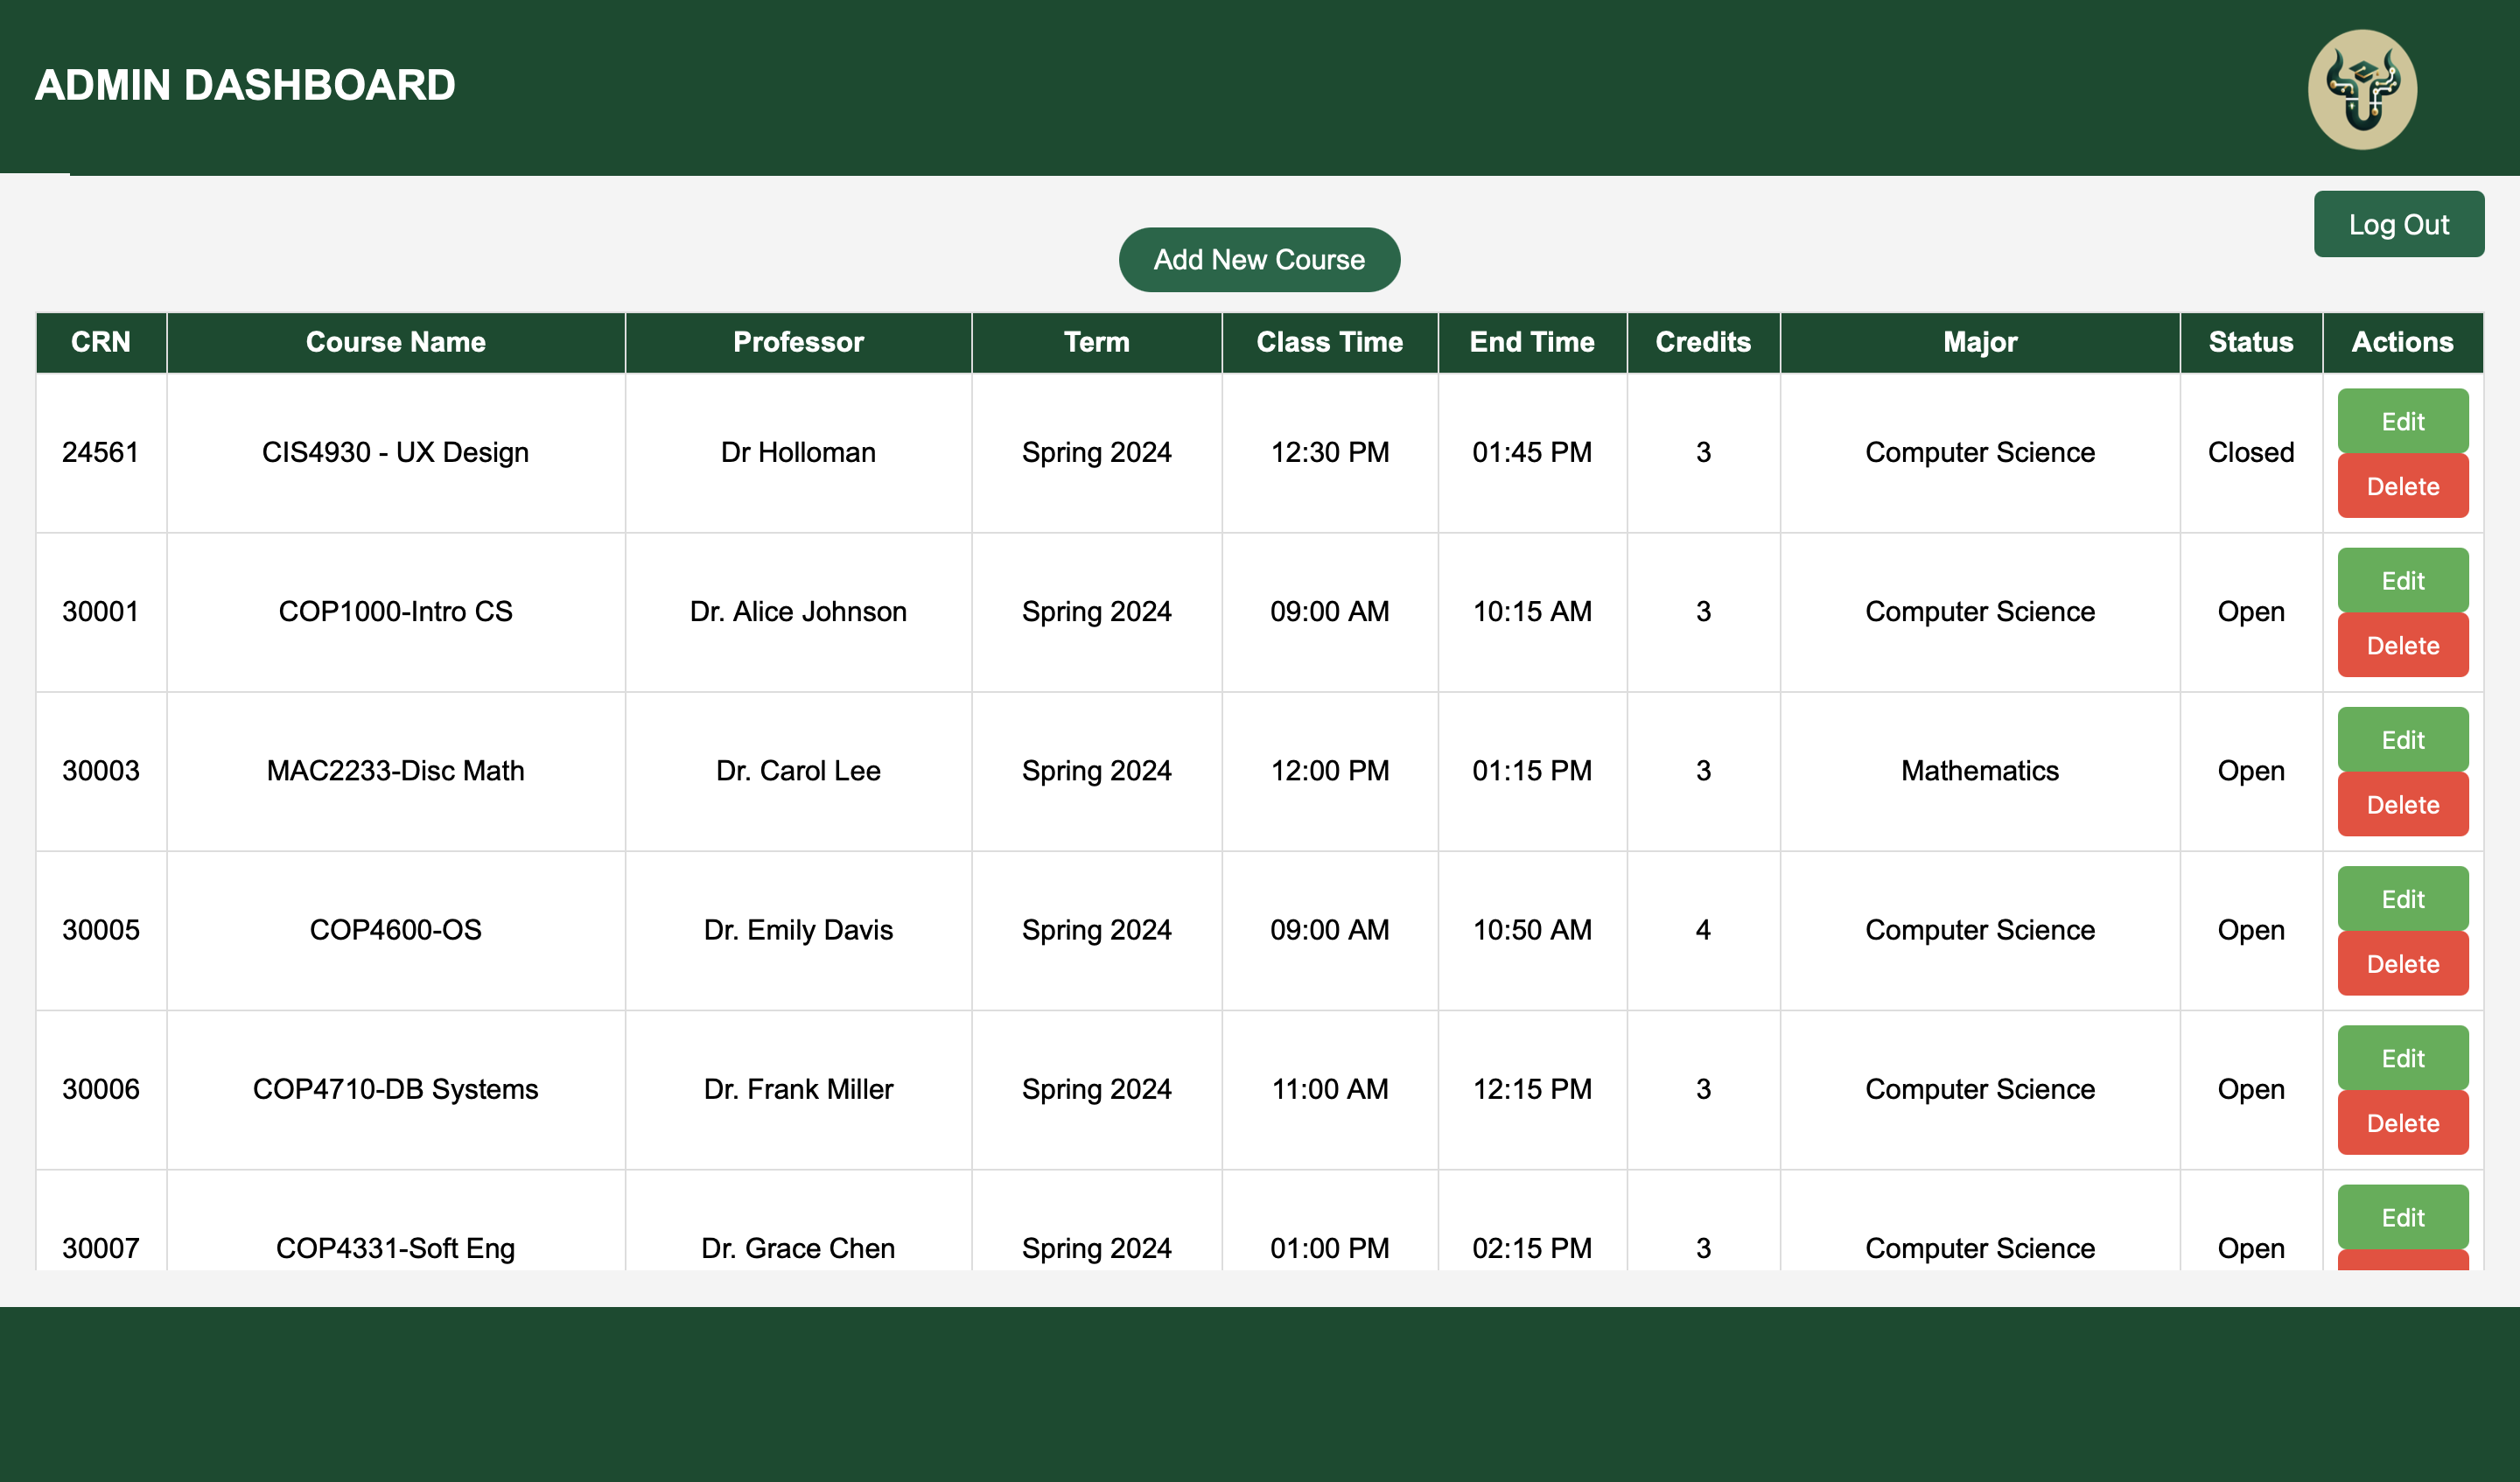 ADMIN DASHBOARD
Log Out
Add New Course
CRN Course Name Professor Term Class Time End Time Credits Major Status Actions
24561 CIS4930 - UX Design Dr Holloman Spring 2024 12:30 PM 01:45 PM 3 Computer Science Closed Edit
Delete
30001 COP1000-Intro CS Dr. Alice Johnson Spring 2024 09:00 AM 10:15 AM 3 Computer Science Open Edit
Delete
30003 MAC2233-Disc Math Dr. Carol Lee Spring 2024 12:00 PM 01:15 PM 3 Mathematics Open Edit
Delete
30005 COP4600-OS Dr. Emily Davis Spring 2024 09:00 AM 10:50 AM 4 Computer Science Open Edit
Delete
30006 COP4710-DB Systems Dr. Frank Miller Spring 2024 11:00 AM 12:15 PM 3 Computer Science Open Edit
Delete
30007 COP4331-Soft Eng Dr. Grace Chen Spring 2024 01:00 PM 02:15 PM 3 Computer Science Open Edit